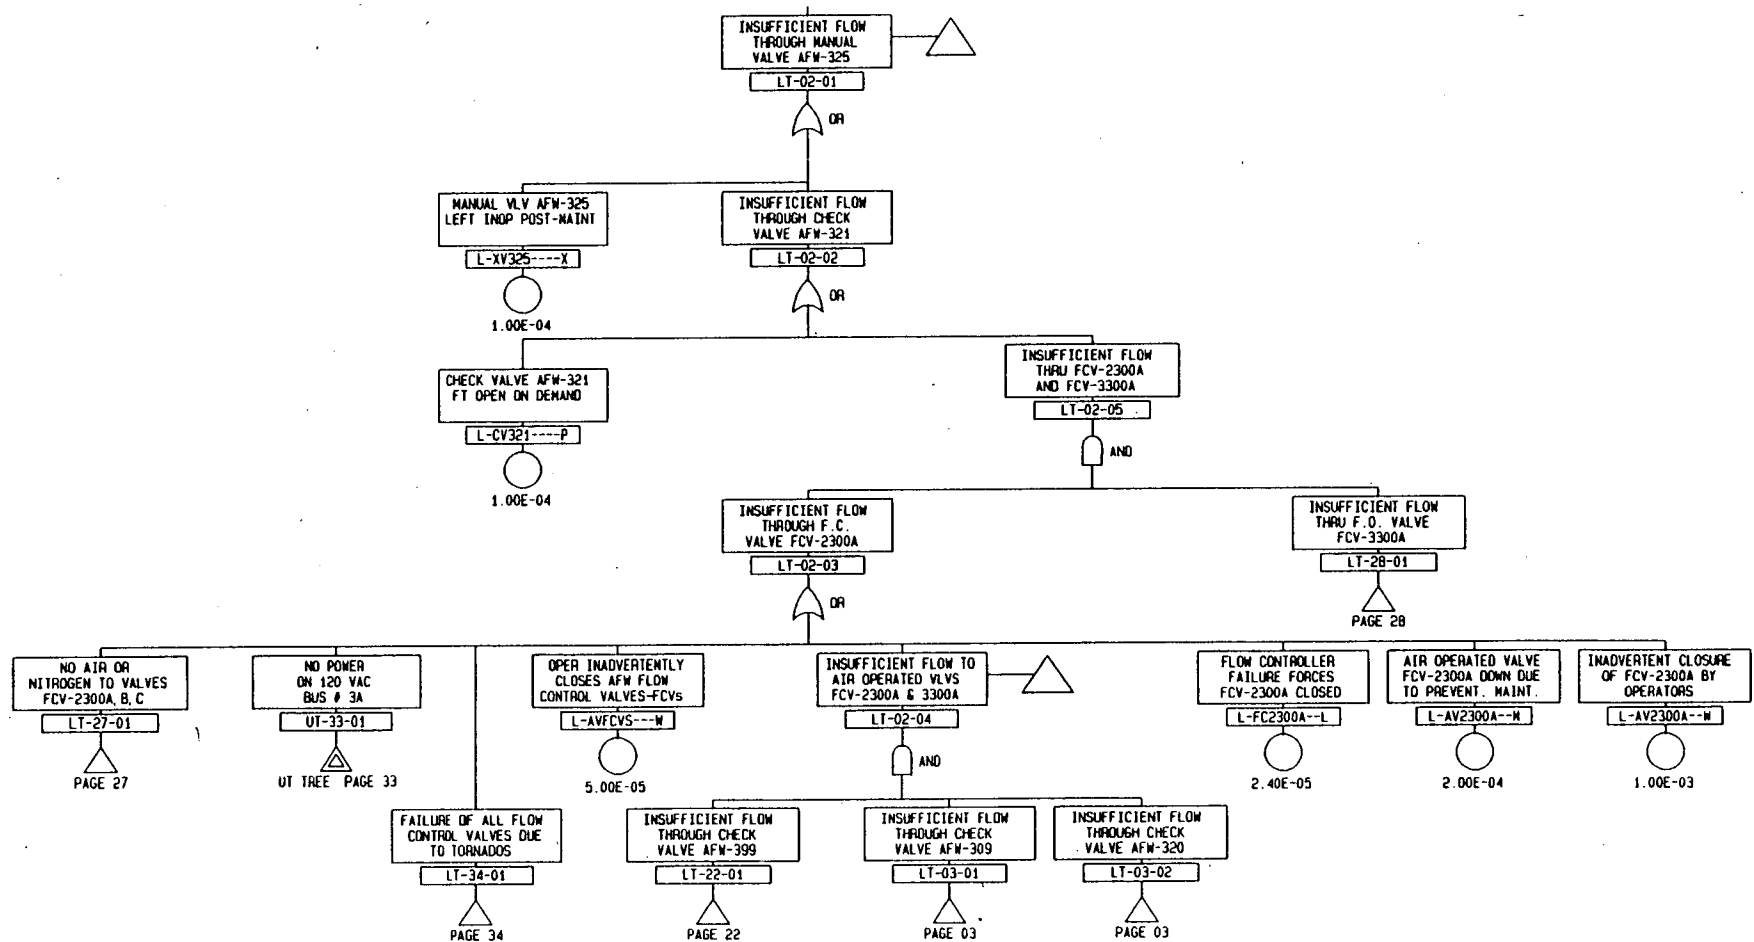 INSUFFICIENT FLOW
THROUGH MANUAL
VALVE AFW-325
LT-02-01
OR
MANUAL VLV AFW-325
LEFT INOP POST-MAINT
L-XV325----X
1.00E-04
INSUFFICIENT FLOW
THROUGH CHECK
VALVE AFW-321
LT-02-02
OR
CHECK VALVE AFW-321
FT OPEN ON DEMAND
L-CV321----P
1.00E-04
INSUFFICIENT FLOW
THRU FCV-2300A
AND FCV-3300A
LT-02-05
AND
INSUFFICIENT FLOW
THROUGH F.C.
VALVE FCV-2300A
LT-02-03
OR
INSUFFICIENT FLOW
THRU F.O. VALVE
FCV-3300A
LT-28-01
PAGE 28
NO AIR OR
NITROGEN TO VALVES
FCV-2300A, B, C
LT-27-01
PAGE 27
NO POWER
ON 120 VAC
BUS # 3A
UT-33-01
UT TREE PAGE 33
FAILURE OF ALL FLOW
CONTROL VALVES DUE
TO TORNADOS
LT-34-01
PAGE 34
OPER INADVERTENTLY
CLOSES AFW FLOW
CONTROL VALVES-FCVs
L-AVFCVS---W
5.00E-05
INSUFFICIENT FLOW TO
AIR OPERATED VLVS
FCV-2300A & 3300A
LT-02-04
AND
INSUFFICIENT FLOW
THROUGH CHECK
VALVE AFW-399
LT-22-01
PAGE 22
INSUFFICIENT FLOW
THROUGH CHECK
VALVE AFW-309
LT-03-01
PAGE 03
INSUFFICIENT FLOW
THROUGH CHECK
VALVE AFW-320
LT-03-02
PAGE 03
FLOW CONTROLLER
FAILURE FORCES
FCV-2300A CLOSED
L-FC2300A--L
2.40E-05
AIR OPERATED VALVE
FCV-2300A DOWN DUE
TO PREVENT. MAINT.
L-AV2300A--M
2.00E-04
INADVERTENT CLOSURE
OF FCV-2300A BY
OPERATORS
L-AV2300A--W
1.00E-03